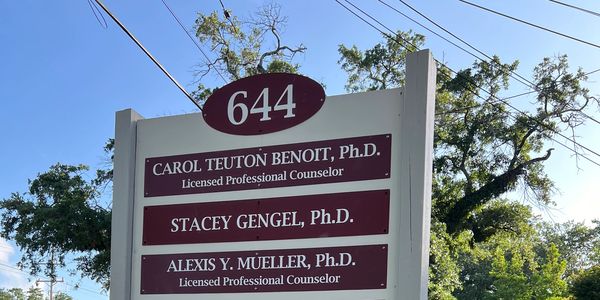 644
CAROL TEUTON BENOIT, Ph.D.
Licensed Professional Counselor
STACEY GENGEL, Ph.D.
ALEXIS Y. MUELLER, Ph.D.
Licensed Professional Counselor